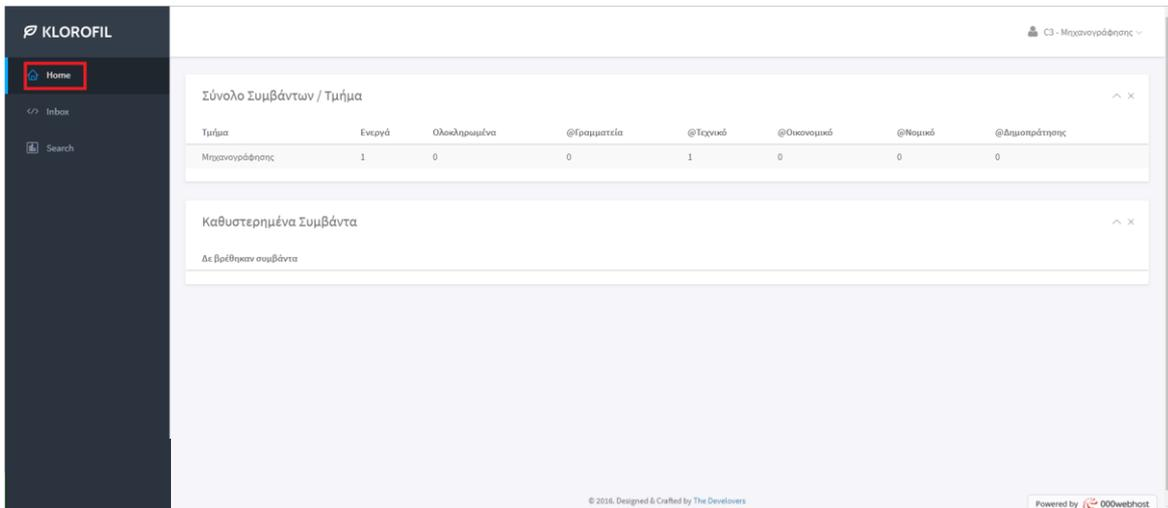 KLOROFIL
C3 - Μηχανογράφησης
Home
Inbox
Search
Σύνολο Συμβάντων / Τμήμα
Τμήμα Ενεργά Ολοκληρωμένα @Γραμματεία @Τεχνικό @Οικονομικό @Νομικό @Δημοπράτησης
Μηχανογράφησης 1 0 0 1 0 0 0
Καθυστερημένα Συμβάντα
Δε βρέθηκαν συμβάντα
© 2016. Designed & Crafted by The Develovers
Powered by 000webhost